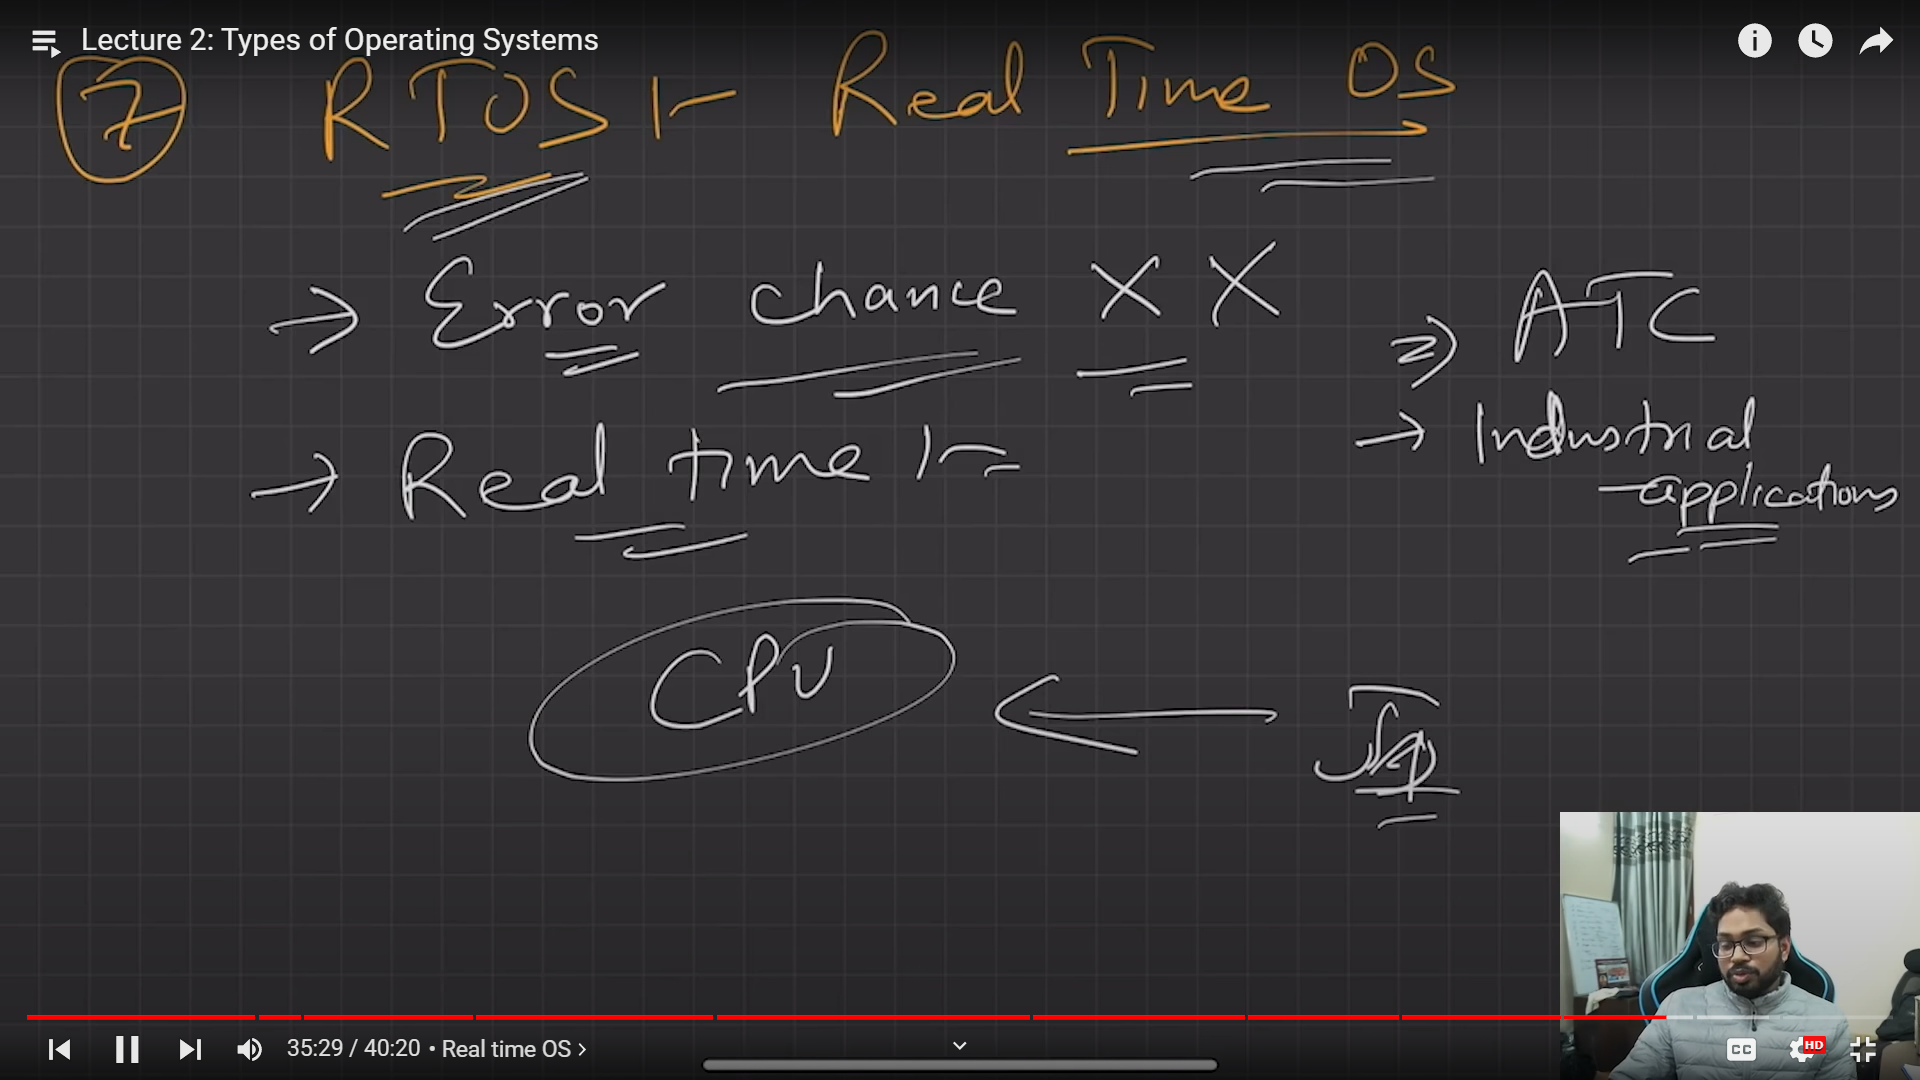 Lecture 2: Types of Operating Systems
7 RTOS :- Real Time OS
→ Error chance X X
⇒ ATC
→ Real time :-
→ Industrial
applications
CPU ←
35:29 / 40:20 • Real time OS ›
CC HD